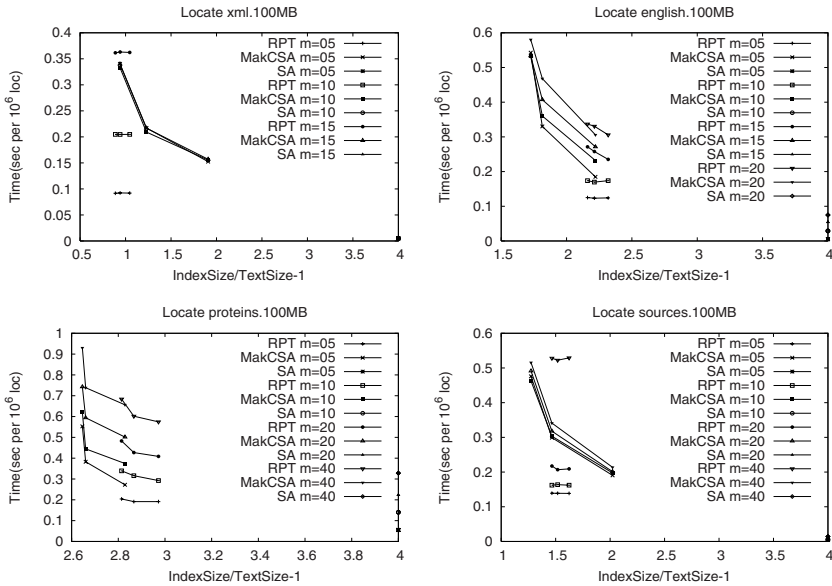 Locate xml.100MB
Time(sec per 10^6 loc)
0.4
0.35
0.3
0.25
0.2
0.15
0.1
0.05
0
RPT m=05
MakCSA m=05
SA m=05
RPT m=10
MakCSA m=10
SA m=10
RPT m=15
MakCSA m=15
SA m=15
0.5 1 1.5 2 2.5 3 3.5 4
IndexSize/TextSize-1
Locate english.100MB
Time(sec per 10^6 loc)
0.6
0.5
0.4
0.3
0.2
0.1
0
RPT m=05
MakCSA m=05
SA m=05
RPT m=10
MakCSA m=10
SA m=10
RPT m=15
MakCSA m=15
SA m=15
RPT m=20
MakCSA m=20
SA m=20
1.5 2 2.5 3 3.5 4
IndexSize/TextSize-1
Locate proteins.100MB
Time(sec per 10^6 loc)
1
0.9
0.8
0.7
0.6
0.5
0.4
0.3
0.2
0.1
0
RPT m=05
MakCSA m=05
SA m=05
RPT m=10
MakCSA m=10
SA m=10
RPT m=20
MakCSA m=20
SA m=20
RPT m=40
MakCSA m=40
SA m=40
2.6 2.8 3 3.2 3.4 3.6 3.8 4
IndexSize/TextSize-1
Locate sources.100MB
Time(sec per 10^6 loc)
0.6
0.5
0.4
0.3
0.2
0.1
0
RPT m=05
MakCSA m=05
SA m=05
RPT m=10
MakCSA m=10
SA m=10
RPT m=20
MakCSA m=20
SA m=20
RPT m=40
MakCSA m=40
SA m=40
1 1.5 2 2.5 3 3.5 4
IndexSize/TextSize-1